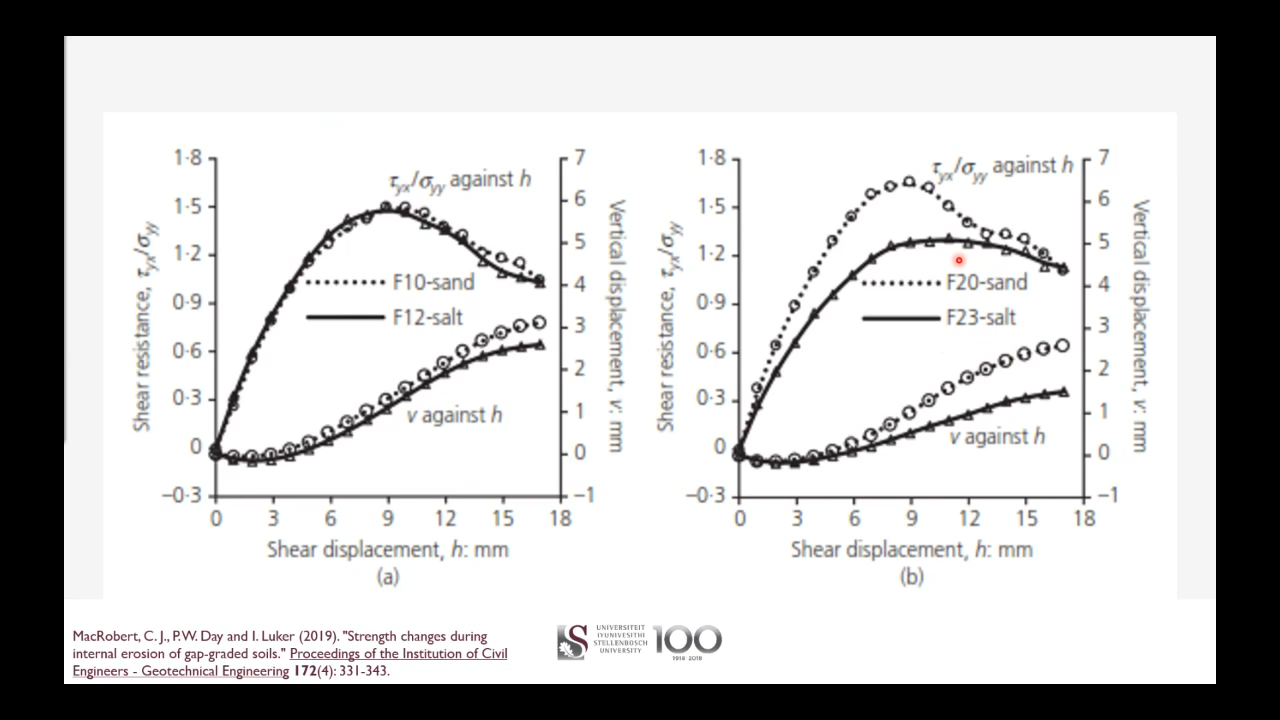 1·8
1·5
1·2
0·9
0·6
0·3
0
−0·3
Shear resistance, τyx/σyy
τyx/σyy against h
F10-sand
F12-salt
v against h
7
6
5
4
3
2
1
0
−1
Vertical displacement, v: mm
0 3 6 9 12 15 18
Shear displacement, h: mm
(a)
1·8
1·5
1·2
0·9
0·6
0·3
0
−0·3
Shear resistance, τyx/σyy
τyx/σyy against h
F20-sand
F23-salt
v against h
7
6
5
4
3
2
1
0
−1
Vertical displacement, v: mm
0 3 6 9 12 15 18
Shear displacement, h: mm
(b)
MacRobert, C. J., P.W. Day and I. Luker (2019). "Strength changes during
internal erosion of gap-graded soils." Proceedings of the Institution of Civil
Engineers - Geotechnical Engineering 172(4): 331-343.
UNIVERSITEIT
IYUNIVESITHI
STELLENBOSCH
UNIVERSITY
100
1918 2018